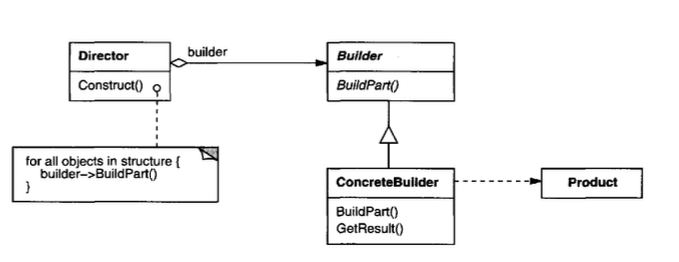 Director
Construct()
builder
Builder
BuildPart()
for all objects in structure {
builder->BuildPart()
}
ConcreteBuilder
BuildPart()
GetResult()
Product